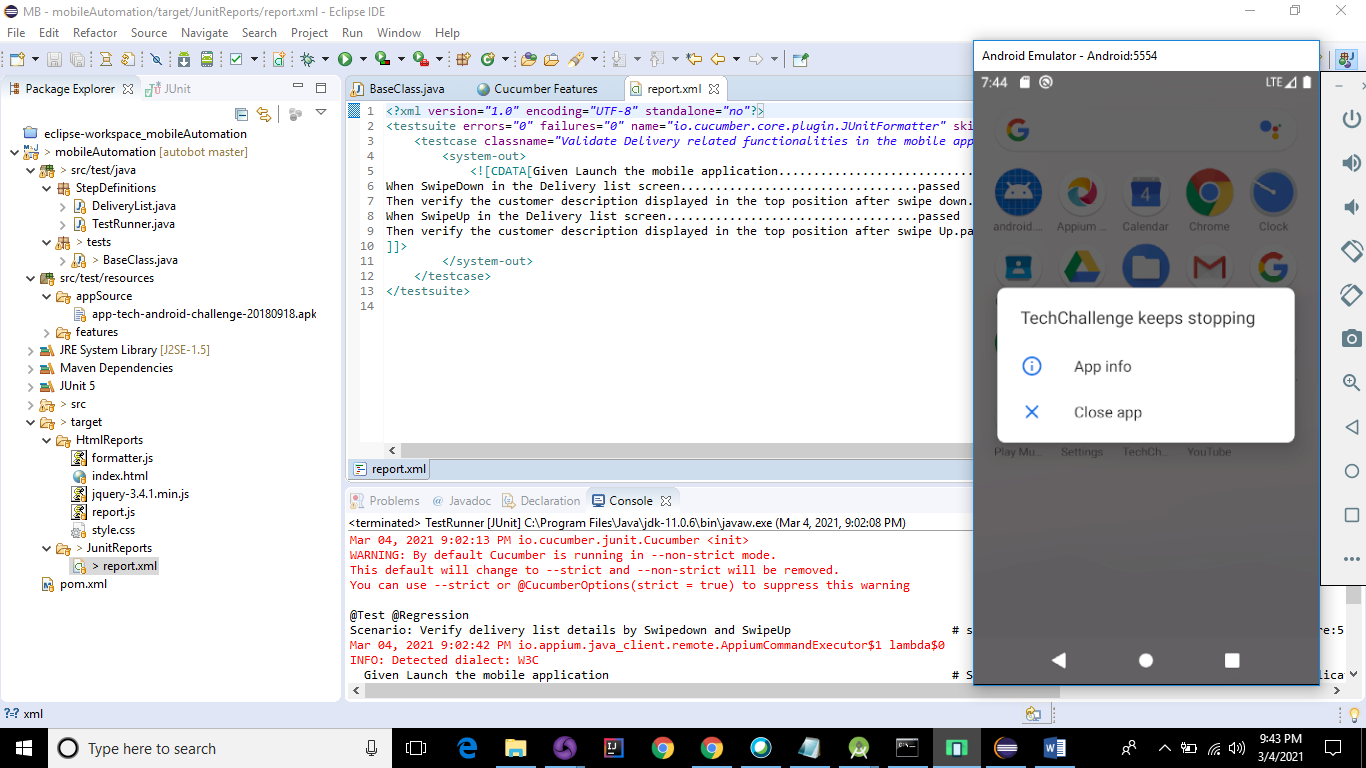 MB - mobileAutomation/target/JunitReports/report.xml - Eclipse IDE
File Edit Refactor Source Navigate Search Project Run Window Help
Package Explorer
JUnit
eclipse-workspace_mobileAutomation
> mobileAutomation [autobot master]
> src/test/java
StepDefinitions
DeliveryList.java
TestRunner.java
> tests
> BaseClass.java
src/test/resources
appSource
app-tech-android-challenge-20180918.apk
features
JRE System Library [J2SE-1.5]
Maven Dependencies
JUnit 5
> src
> target
HtmlReports
formatter.js
index.html
jquery-3.4.1.min.js
report.js
style.css
> JunitReports
> report.xml
pom.xml
BaseClass.java
Cucumber Features
report.xml
1 <?xml version="1.0" encoding="UTF-8" standalone="no"?>
2 <testsuite errors="0" failures="0" name="io.cucumber.core.plugin.JUnitFormatter" ski
3 <testcase classname="Validate Delivery related functionalities in the mobile app
4 <system-out>
5 <![CDATA[Given Launch the mobile application............................
6 When SwipeDown in the Delivery list screen..................................passed
7 Then verify the customer description displayed in the top position after swipe down.
8 When SwipeUp in the Delivery list screen....................................passed
9 Then verify the customer description displayed in the top position after swipe Up.pa
10 ]]>
11 </system-out>
12 </testcase>
13 </testsuite>
14
report.xml
Problems
@ Javadoc
Declaration
Console
<terminated> TestRunner [JUnit] C:\Program Files\Java\jdk-11.0.6\bin\javaw.exe (Mar 4, 2021, 9:02:08 PM)
Mar 04, 2021 9:02:13 PM io.cucumber.junit.Cucumber <init>
WARNING: By default Cucumber is running in --non-strict mode.
This default will change to --strict and --non-strict will be removed.
You can use --strict or @CucumberOptions(strict = true) to suppress this warning
@Test @Regression
Scenario: Verify delivery list details by Swipedown and SwipeUp # s
re:5
Mar 04, 2021 9:02:42 PM io.appium.java_client.remote.AppiumCommandExecutor$1 lambda$0
INFO: Detected dialect: W3C
Given Launch the mobile application # S
lica
Android Emulator - Android:5554
7:44
LTE
android...
Appium ...
Calendar
Chrome
Clock
TechChallenge keeps stopping
App info
Close app
Play Mu...
Settings
TechCh...
YouTube
xml
Type here to search
9:43 PM
3/4/2021